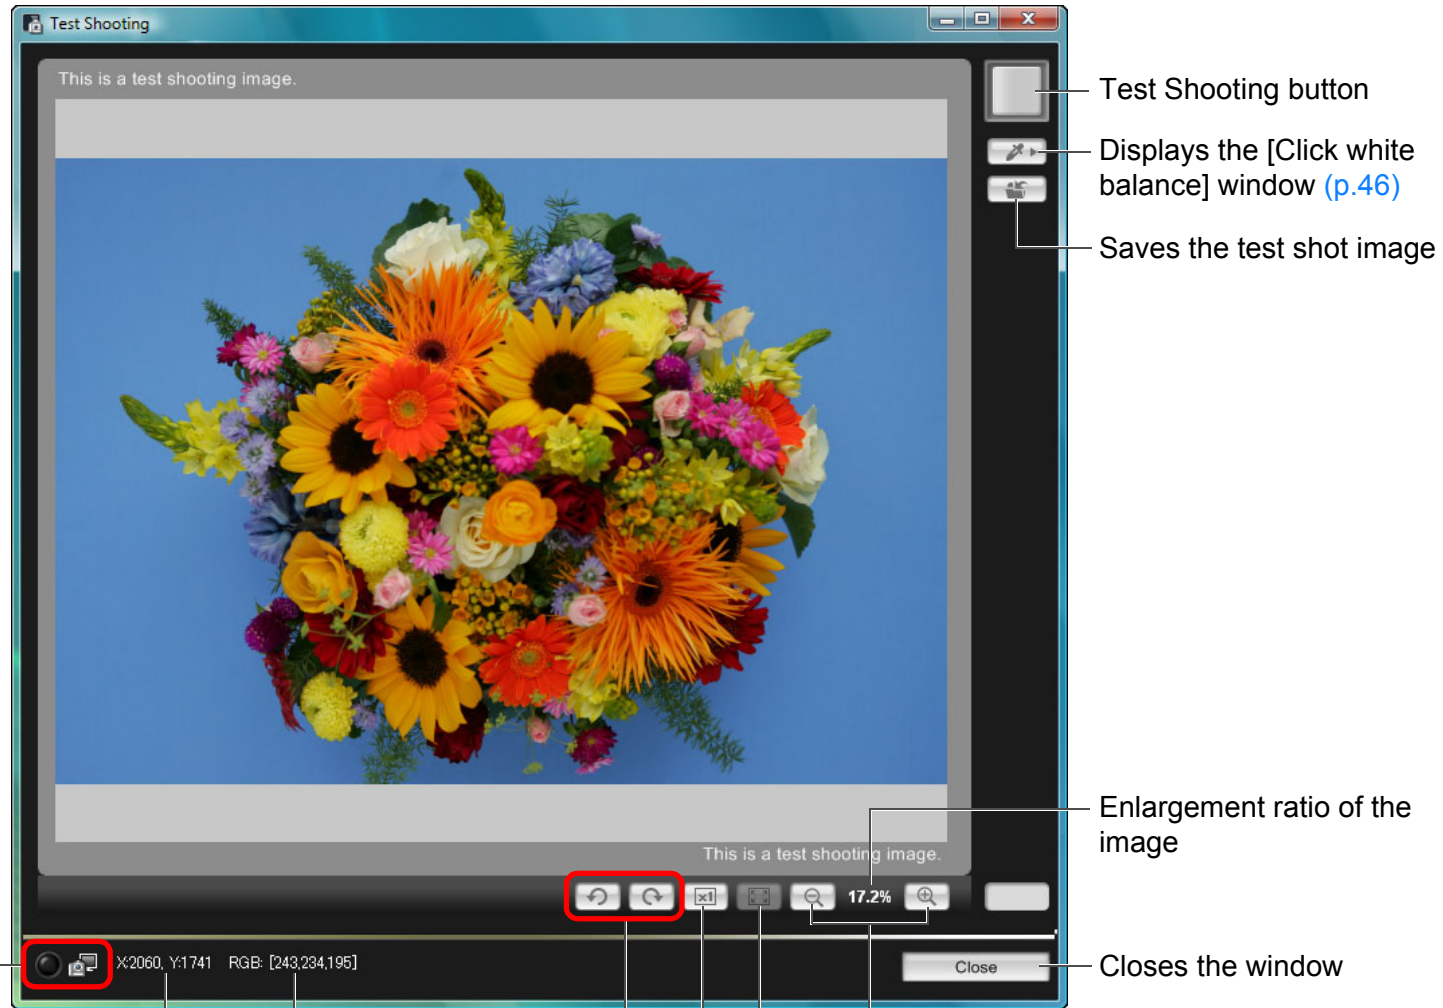 Test Shooting
This is a test shooting image.
Test Shooting button
Displays the [Click white
balance] window (p.46)
Saves the test shot image
Enlargement ratio of the
image
This is a test shooting image.
x1
17.2%
X:2060, Y:1741 RGB: [243,234,195]
Close
Closes the window